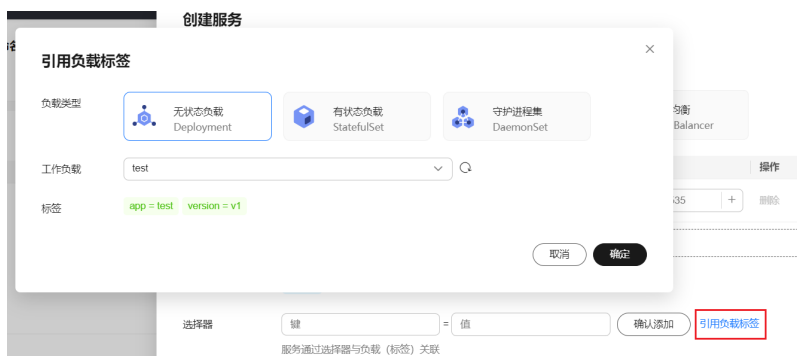 创建服务
引用负载标签
负载类型
无状态负载
Deployment
有状态负载
StatefulSet
守护进程集
DaemonSet
均衡
Balancer
工作负载
test
操作
标签
app = test version = v1
535
删除
取消
确定
选择器
键
=
值
确认添加
引用负载标签
服务通过选择器与负载（标签）关联